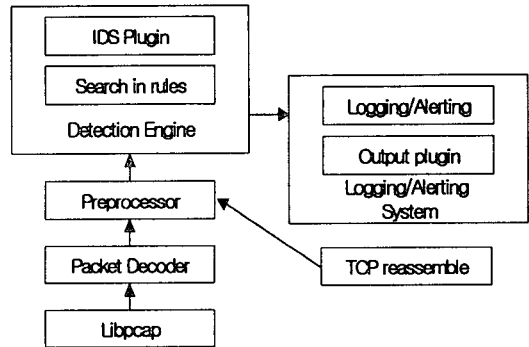 IDS Plugin
Search in rules
Detection Engine
Logging/Alerting
Output plugin
Logging/Alerting
System
Preprocessor
Packet Decoder
TCP reassemble
Libpcap